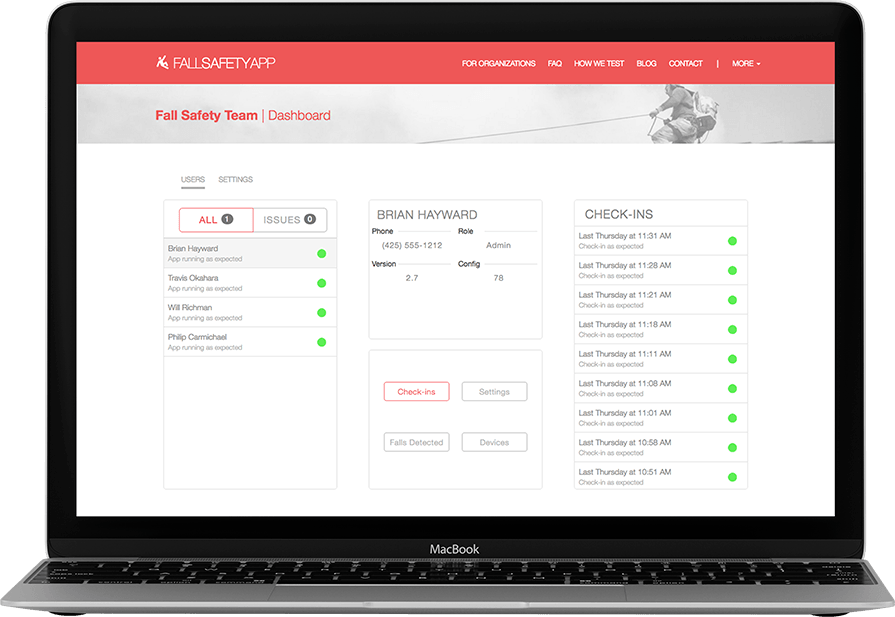 FALLSAFETYAPP
FOR ORGANIZATIONS FAQ HOW WE TEST BLOG CONTACT | MORE
Fall Safety Team | Dashboard
USERS SETTINGS
ALL 1 ISSUES 0
Brian Hayward
App running as expected
Travis Okahara
App running as expected
Will Richman
App running as expected
Philip Carmichael
App running as expected
BRIAN HAYWARD
Phone Role
(425) 555-1212 Admin
Version Config
2.7 78
Check-ins Settings
Falls Detected Devices
CHECK-INS
Last Thursday at 11:31 AM
Check-in as expected
Last Thursday at 11:28 AM
Check-in as expected
Last Thursday at 11:21 AM
Check-in as expected
Last Thursday at 11:18 AM
Check-in as expected
Last Thursday at 11:11 AM
Check-in as expected
Last Thursday at 11:08 AM
Check-in as expected
Last Thursday at 11:01 AM
Check-in as expected
Last Thursday at 10:58 AM
Check-in as expected
Last Thursday at 10:51 AM
Check-in as expected
MacBook